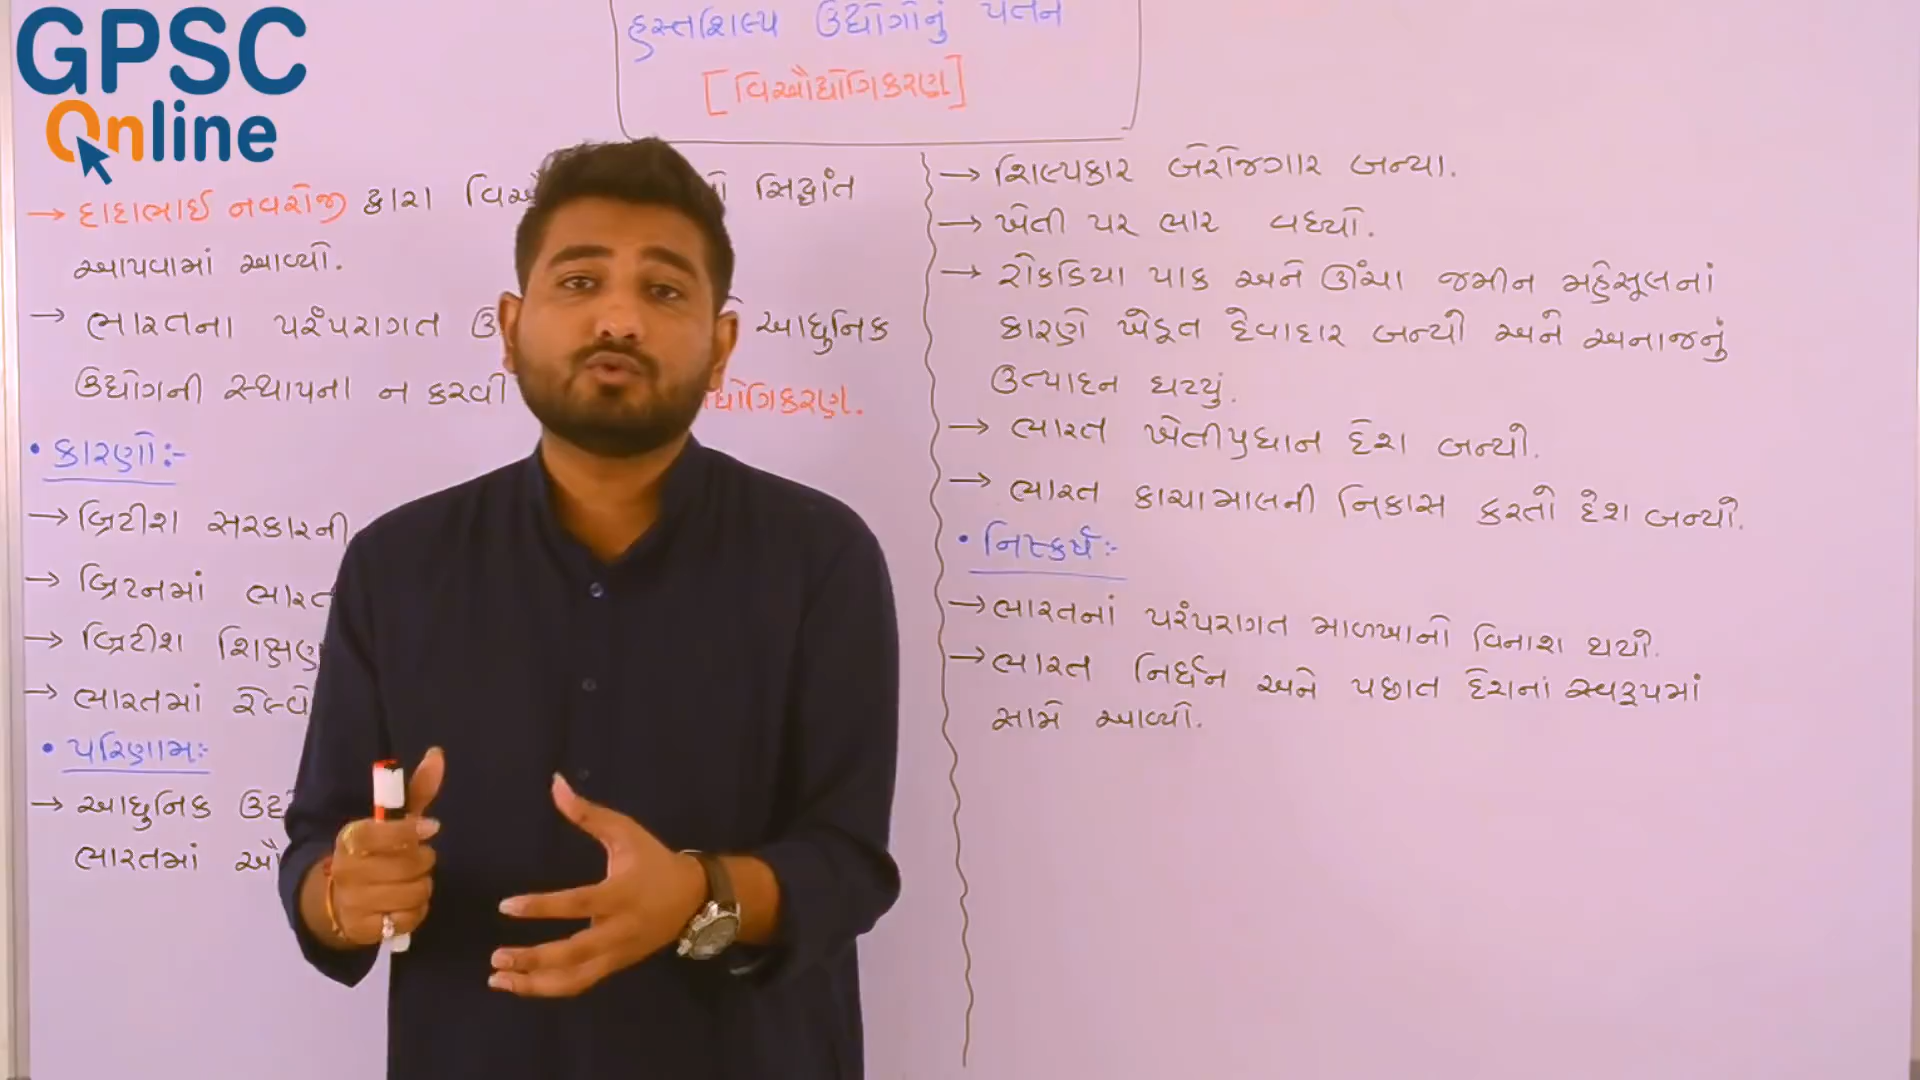 GPSC
Online
હસ્તશિલ્પ ઉદ્યોગોનું પતન
[વિઔદ્યોગિકરણ]
→ દાદાભાઈ નવરોજી દ્વારા સિદ્ધાંત
આપવામાં આવ્યો.
→ ભારતના પરંપરાગત આધુનિક
ઉદ્યોગની સ્થાપના ન કરવી
• કારણો:-
→ બ્રિટીશ સરકારની
→ બ્રિટનમાં
→ બ્રિટીશ શિક્ષણ
→ ભારતમાં રેલ્વે
• પરિણામ:-
→ આધુનિક
ભારતમાં
→ શિલ્પકાર બેરોજગાર બન્યા.
→ ખેતી પર ભાર વધ્યો.
→ રોકડિયા પાક અને ઊંચા જમીન મહેસૂલનાં
કારણે ખેડૂત દેવાદાર બન્યો અને અનાજનું
ઉત્પાદન ઘટ્યું.
→ ભારત ખેતીપ્રધાન દેશ બન્યો.
→ ભારત કાચામાલની નિકાસ કરતો દેશ બન્યો.
• નિષ્કર્ષ:-
→ ભારતનાં પરંપરાગત માળખાનો વિનાશ થયો.
→ ભારત નિર્ધન અને પછાત દેશનાં સ્વરૂપમાં
સામે આવ્યો.